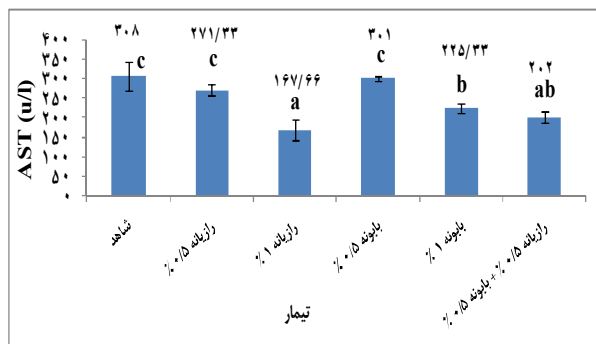 ۳۰۸
۲۷۱/۳۳
۱۶۷/۶۶
۳۰۱
۲۲۵/۳۳
۲۰۲
c
c
a
c
b
ab
AST (u/l)
۴۰۰
۳۵۰
۳۰۰
۲۵۰
۲۰۰
۱۵۰
۱۰۰
۵۰
۰
شاهد
رازیانه ۰/۵ %
رازیانه ۱ %
بابونه ۰/۵ %
بابونه ۱ %
رازیانه ۰/۵ % + بابونه ۰/۵ %
تیمار